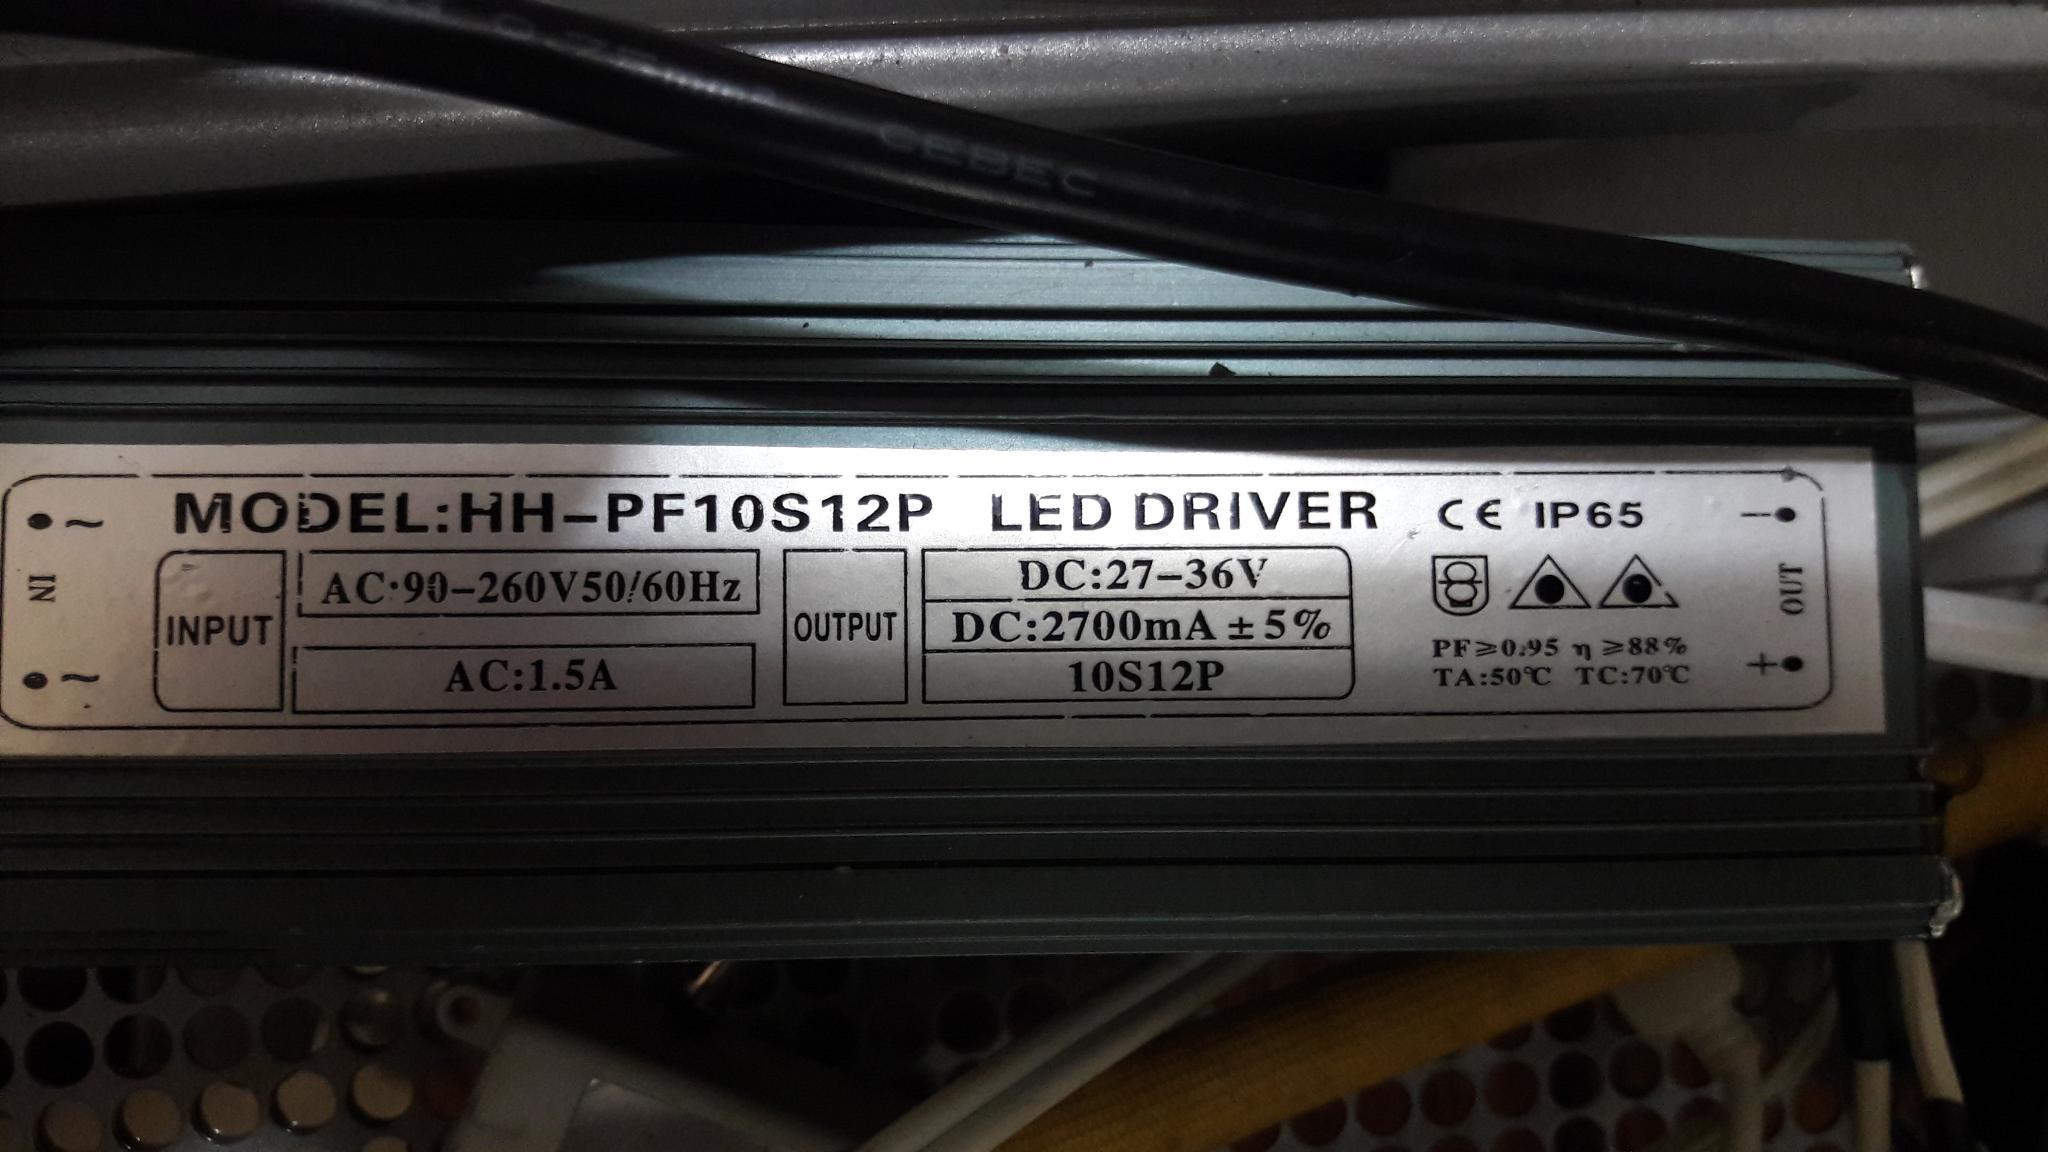 CEBEC
MODEL:HH-PF10S12P LED DRIVER CE IP65
~
IN
~
INPUT
AC:90-260V50/60Hz
AC:1.5A
OUTPUT
DC:27-36V
DC:2700mA ± 5%
10S12P
PF≥0.95 η ≥88%
TA:50℃ TC:70℃
−
OUT
+